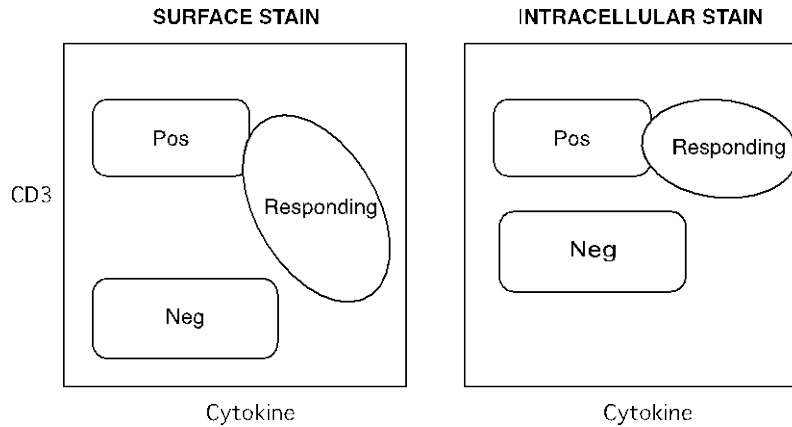 SURFACE STAIN
INTRACELLULAR STAIN
Pos
Responding
Neg
CD3
Cytokine
Pos
Responding
Neg
Cytokine